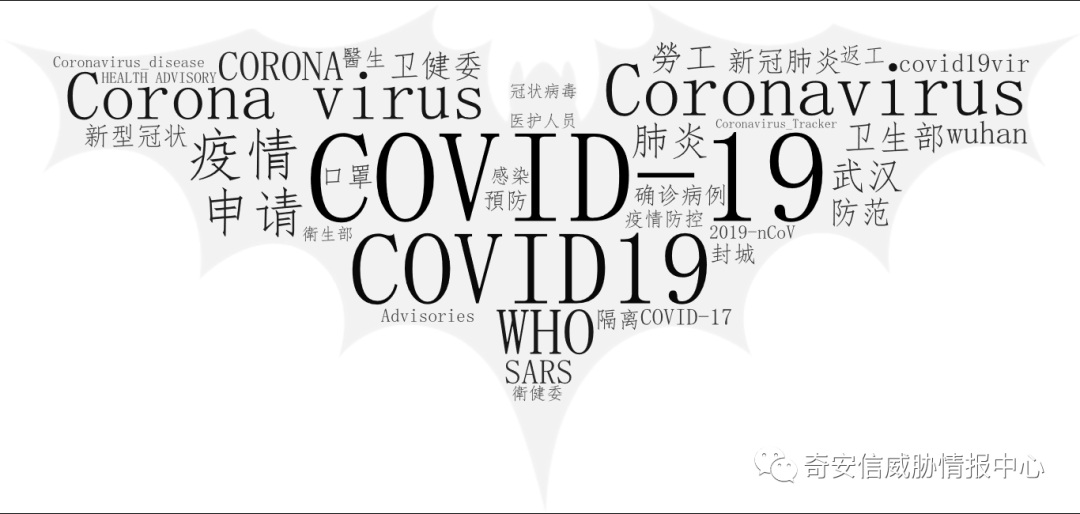 Coronavirus_disease
HEALTH ADVISORY
CORONA
醫生
卫健委
Corona virus
新型冠状
疫情
申请
口罩
衛生部
冠状病毒
医护人员
COVID-19
感染
預防
勞工
新冠肺炎
返工
covid19vir
Coronavirus
Coronavirus_Tracker
肺炎
卫生部
wuhan
确诊病例
武汉
疫情防控
防范
2019-nCoV
封城
COVID19
Advisories
WHO
隔离
COVID-17
SARS
衛健委
奇安信威胁情报中心